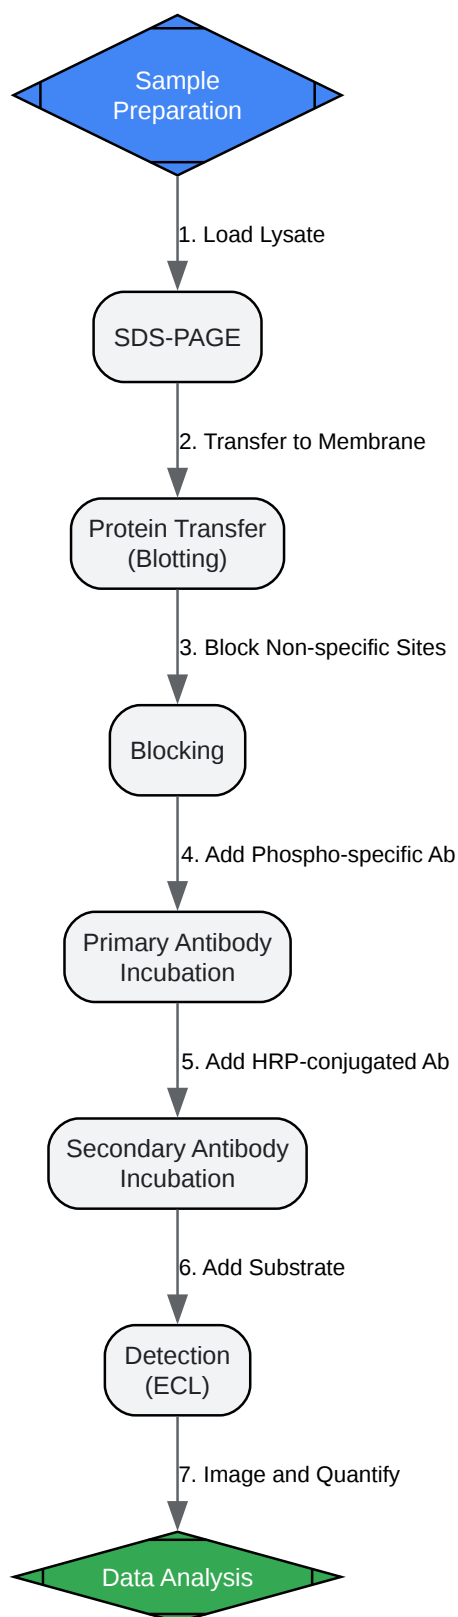 Sample
Preparation
1. Load Lysate
SDS-PAGE
2. Transfer to Membrane
Protein Transfer
(Blotting)
3. Block Non-specific Sites
Blocking
4. Add Phospho-specific Ab
Primary Antibody
Incubation
5. Add HRP-conjugated Ab
Secondary Antibody
Incubation
6. Add Substrate
Detection
(ECL)
7. Image and Quantify
Data Analysis